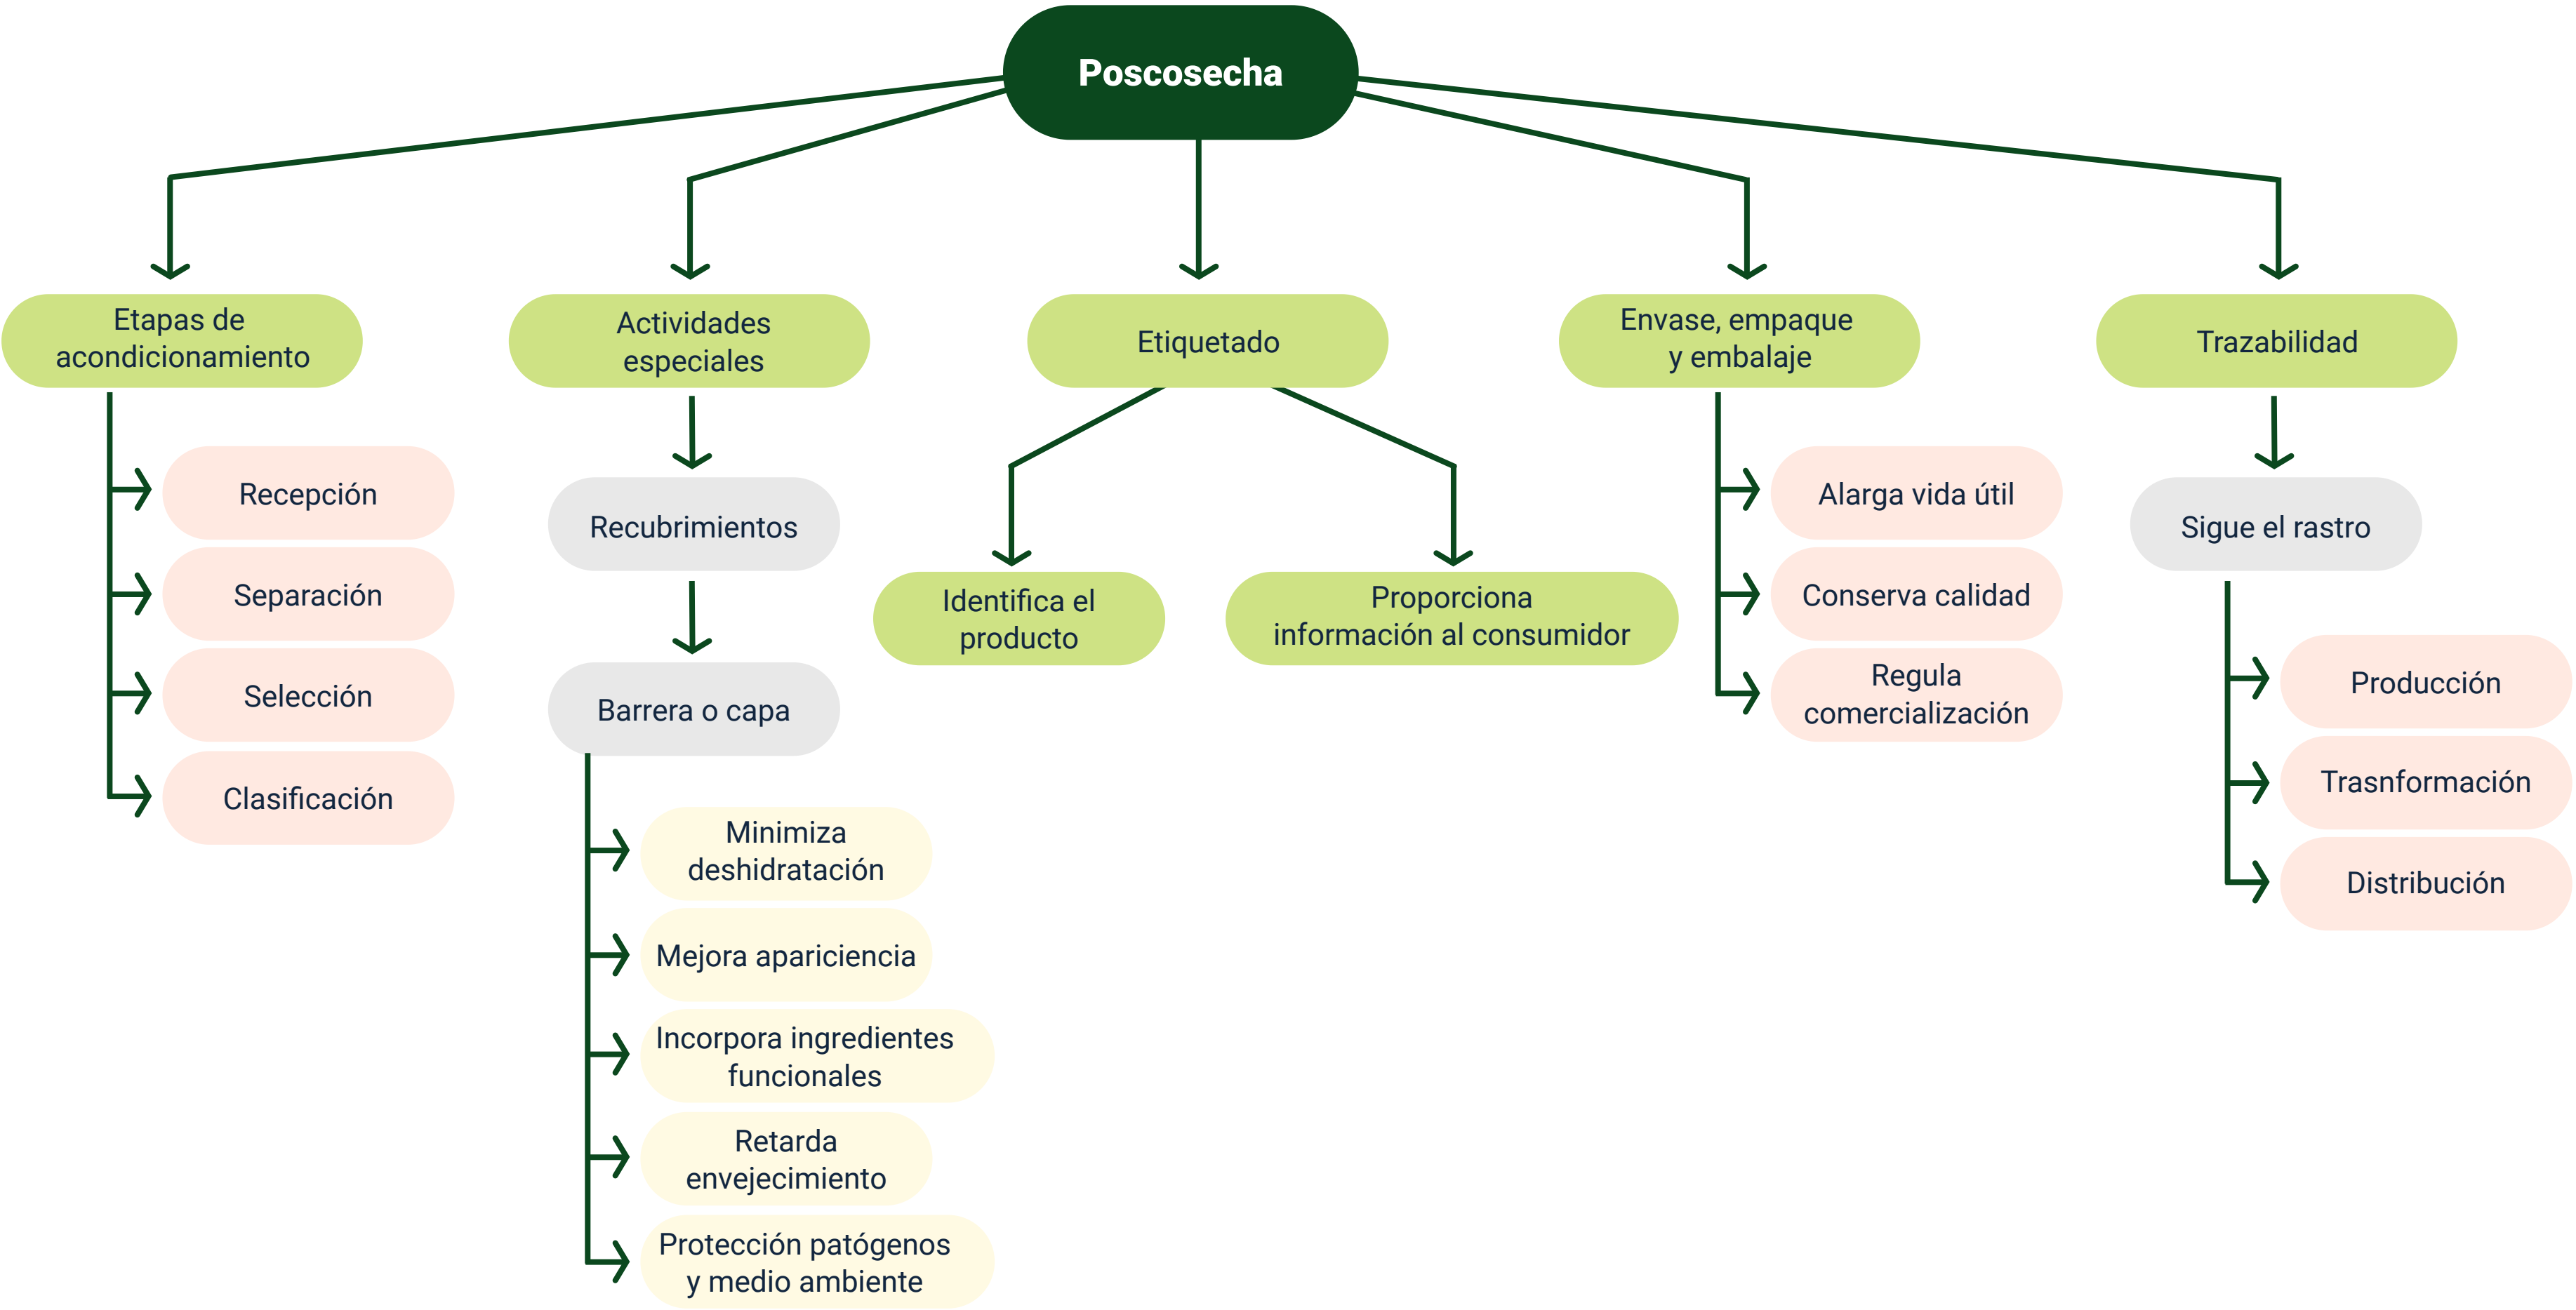 Poscosecha
Etapas de
acondicionamiento
Recepción
Separación
Selección
Clasificación
Actividades
especiales
Recubrimientos
Barrera o capa
Minimiza
deshidratación
Mejora apariciencia
Incorpora ingredientes
funcionales
Retarda
envejecimiento
Protección patógenos
y medio ambiente
Etiquetado
Identifica el
producto
Proporciona
información al consumidor
Envase, empaque
y embalaje
Alarga vida útil
Conserva calidad
Regula
comercialización
Trazabilidad
Sigue el rastro
Producción
Trasnformación
Distribución